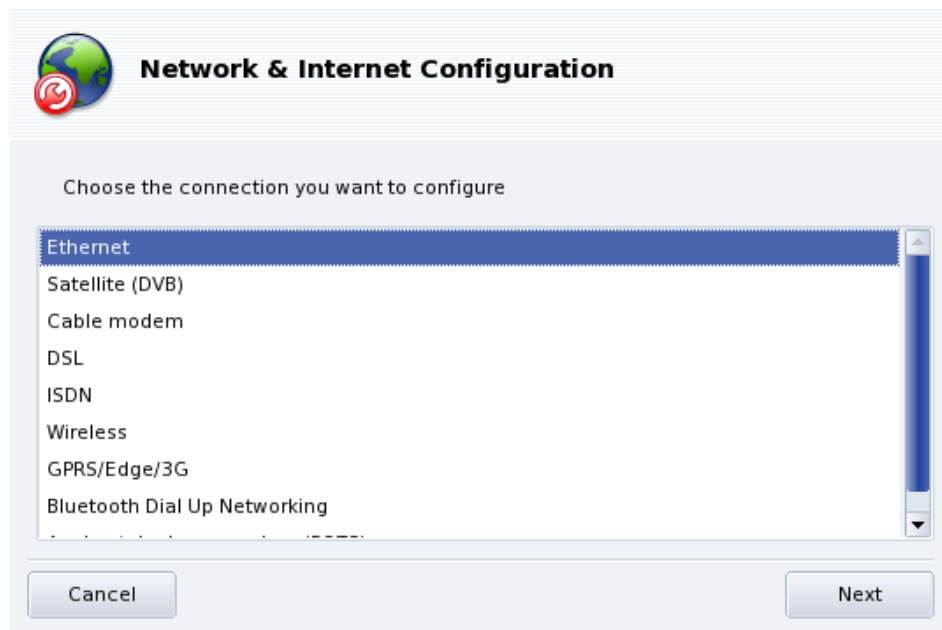 Network & Internet Configuration
Choose the connection you want to configure
Ethernet
Satellite (DVB)
Cable modem
DSL
ISDN
Wireless
GPRS/Edge/3G
Bluetooth Dial Up Networking
Cancel
Next